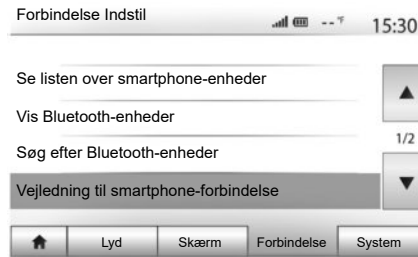 Forbindelse Indstil
-- °F 15:30
Se listen over smartphone-enheder
Vis Bluetooth-enheder
1/2
Søg efter Bluetooth-enheder
Vejledning til smartphone-forbindelse
Lyd Skærm Forbindelse System